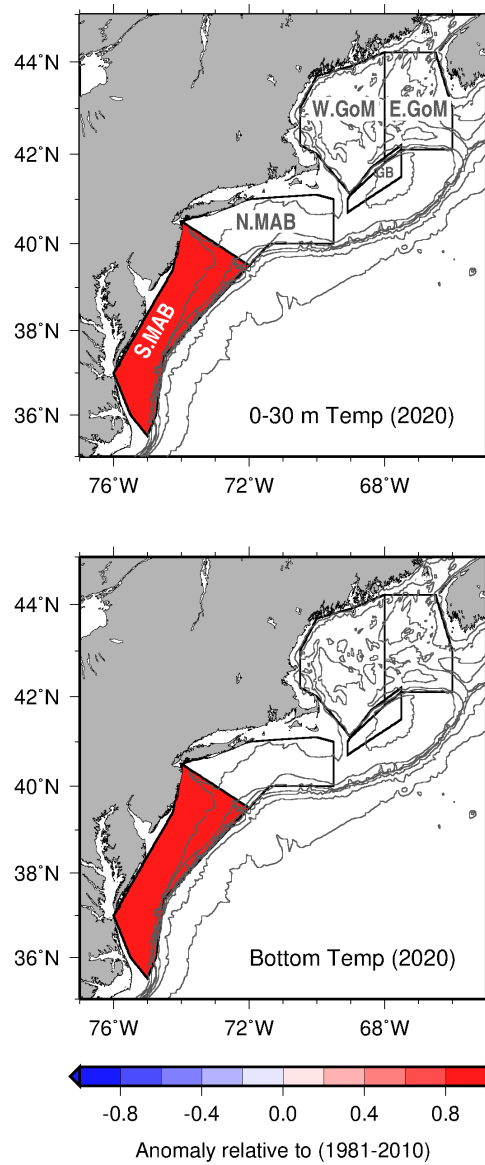 44˚N
W.GoM E.GoM
42˚N
GB
N.MAB
40˚N
38˚N
S.MAB
36˚N
0-30 m Temp (2020)
76˚W 72˚W 68˚W
44˚N
42˚N
40˚N
38˚N
36˚N
Bottom Temp (2020)
76˚W 72˚W 68˚W
-0.8 -0.4 0.0 0.4 0.8
Anomaly relative to (1981-2010)